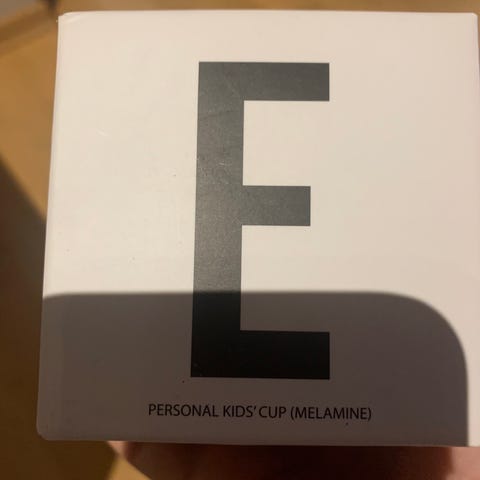 E
PERSONAL KIDS' CUP (MELAMINE)